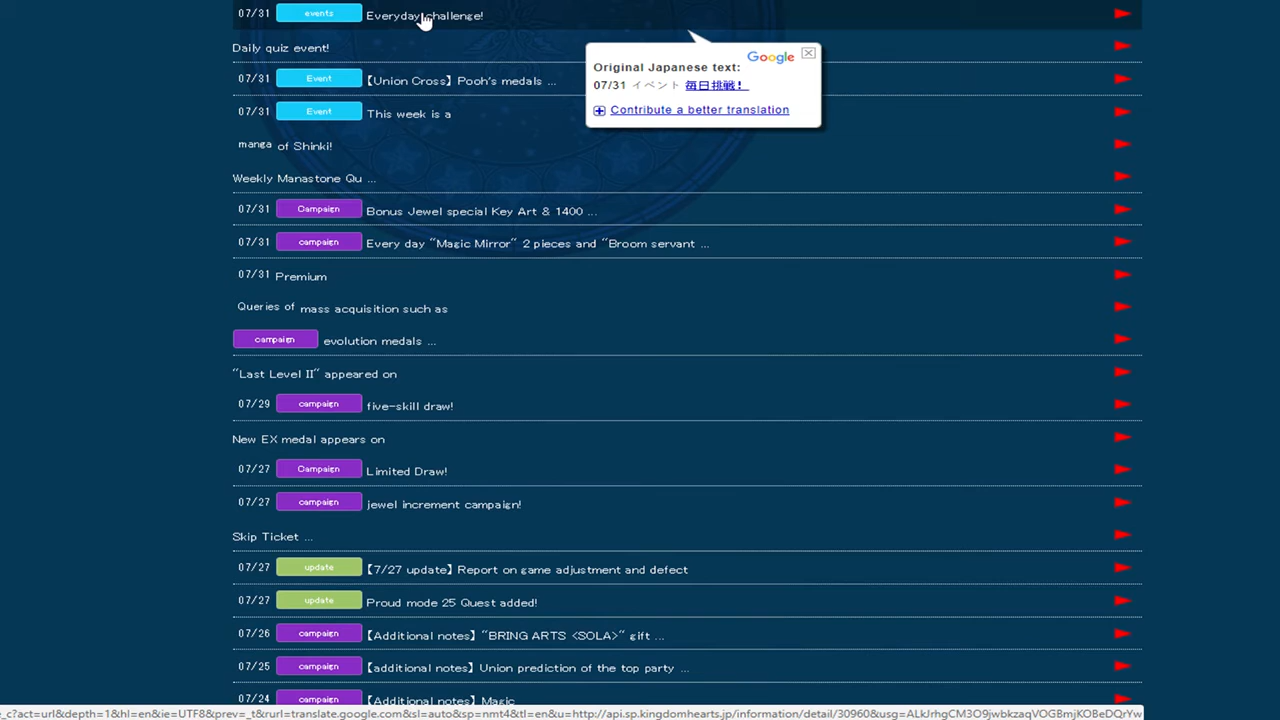 07/31 events Everyday challenge!
Daily quiz event!
Google
Original Japanese text:
07/31 イベント 毎日挑戦！
Contribute a better translation
07/31 Event 【Union Cross】Pooh's medals ...
07/31 Event This week is a
manga of Shinki!
Weekly Manastone Qu ...
07/31 Campaign Bonus Jewel special Key Art & 1400 ...
07/31 campaign Every day "Magic Mirror" 2 pieces and "Broom servant ...
07/31 Premium
Queries of mass acquisition such as
campaign evolution medals ...
"Last Level II" appeared on
07/29 campaign five-skill draw!
New EX medal appears on
07/27 Campaign Limited Draw!
07/27 campaign jewel increment campaign!
Skip Ticket ...
07/27 update 【7/27 update】Report on game adjustment and defect
07/27 update Proud mode 25 Quest added!
07/26 campaign 【Additional notes】"BRING ARTS <SOLA>" gift ...
07/25 campaign 【additional notes】Union prediction of the top party ...
07/24 campaign 【Additional notes】Magic
e_c?act=url&depth=1&hl=en&ie=UTF8&prev=_t&rurl=translate.google.com&sl=auto&sp=nmt4&tl=en&u=http://api.sp.kingdomhearts.jp/information/detail/30960&usg=ALkJrhgCM3O9jwbkzaqVOGBmjKOBeDQrYw